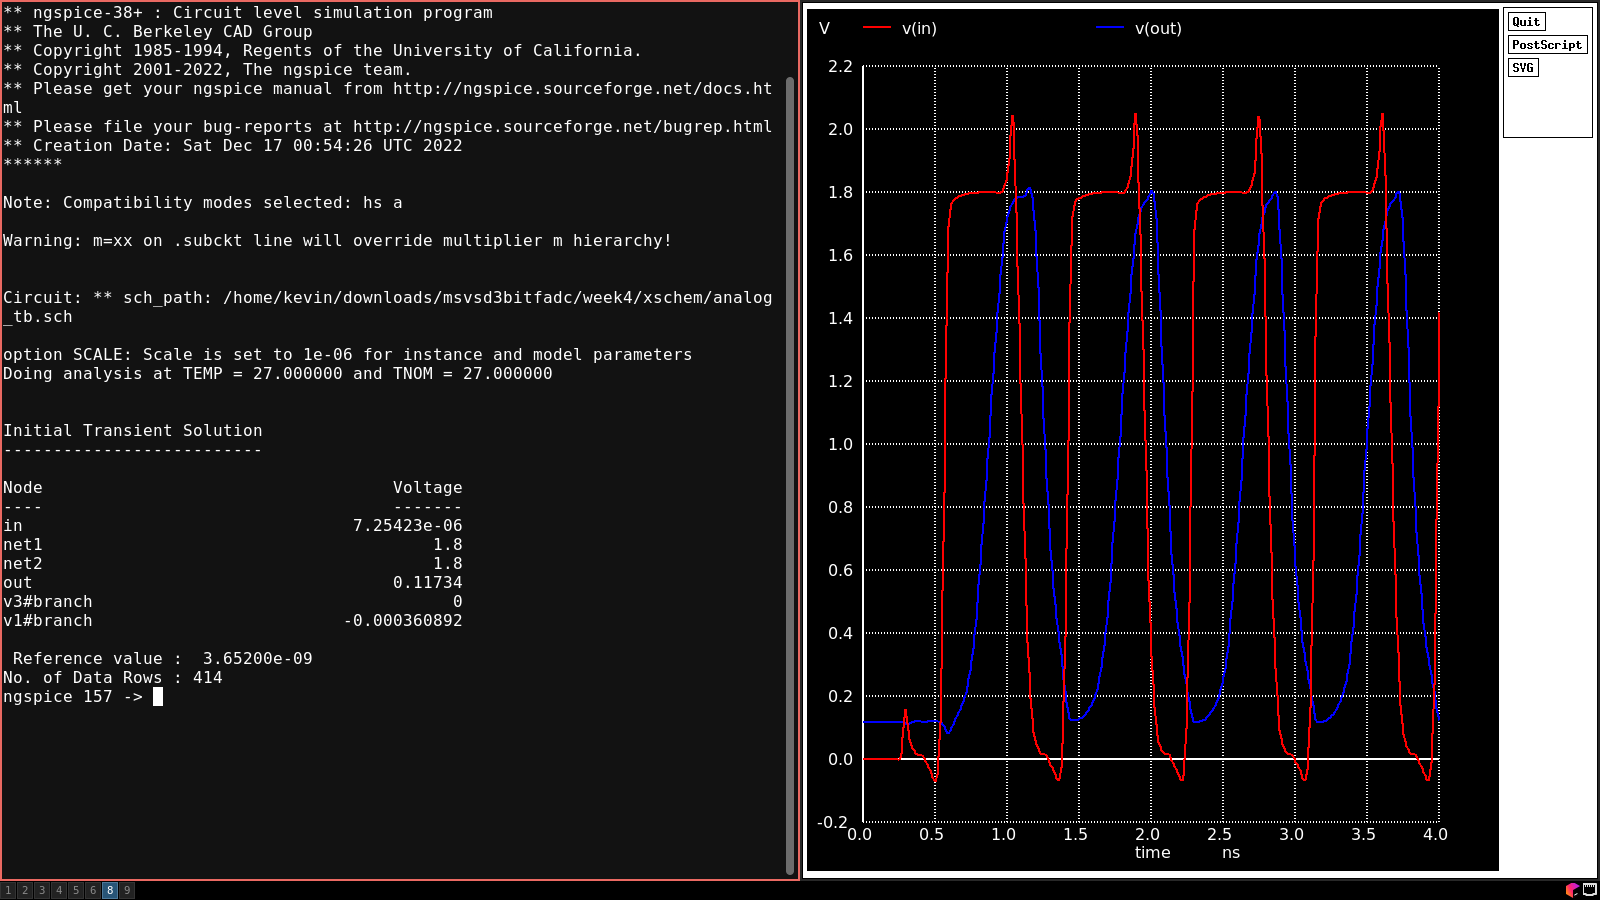 ** ngspice-38+ : Circuit level simulation program
** The U. C. Berkeley CAD Group
** Copyright 1985-1994, Regents of the University of California.
** Copyright 2001-2022, The ngspice team.
** Please get your ngspice manual from http://ngspice.sourceforge.net/docs.ht
ml
** Please file your bug-reports at http://ngspice.sourceforge.net/bugrep.html
** Creation Date: Sat Dec 17 00:54:26 UTC 2022
******
Note: Compatibility modes selected: hs a
Warning: m=xx on .subckt line will override multiplier m hierarchy!
Circuit: ** sch_path: /home/kevin/downloads/msvsd3bitfadc/week4/xschem/analog
_tb.sch
option SCALE: Scale is set to 1e-06 for instance and model parameters
Doing analysis at TEMP = 27.000000 and TNOM = 27.000000
Initial Transient Solution
--------------------------
Node Voltage
---- -------
in 7.25423e-06
net1 1.8
net2 1.8
out 0.11734
v3#branch 0
v1#branch -0.000360892
Reference value : 3.65200e-09
No. of Data Rows : 414
ngspice 157 ->
V v(in) v(out)
2.2
2.0
1.8
1.6
1.4
1.2
1.0
0.8
0.6
0.4
0.2
0.0
-0.2
0.0 0.5 1.0 1.5 2.0 2.5 3.0 3.5 4.0
time ns
Quit
PostScript
SVG
1 2 3 4 5 6 8 9